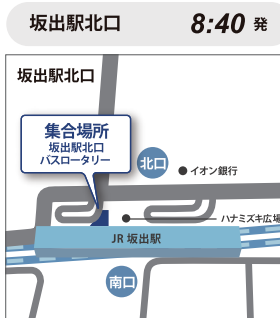 坂出駅北口 8:40 発
坂出駅北口
集合場所
坂出駅北口
バスロータリー
北口
イオン銀行
ハナミズキ広場
JR 坂出駅
南口